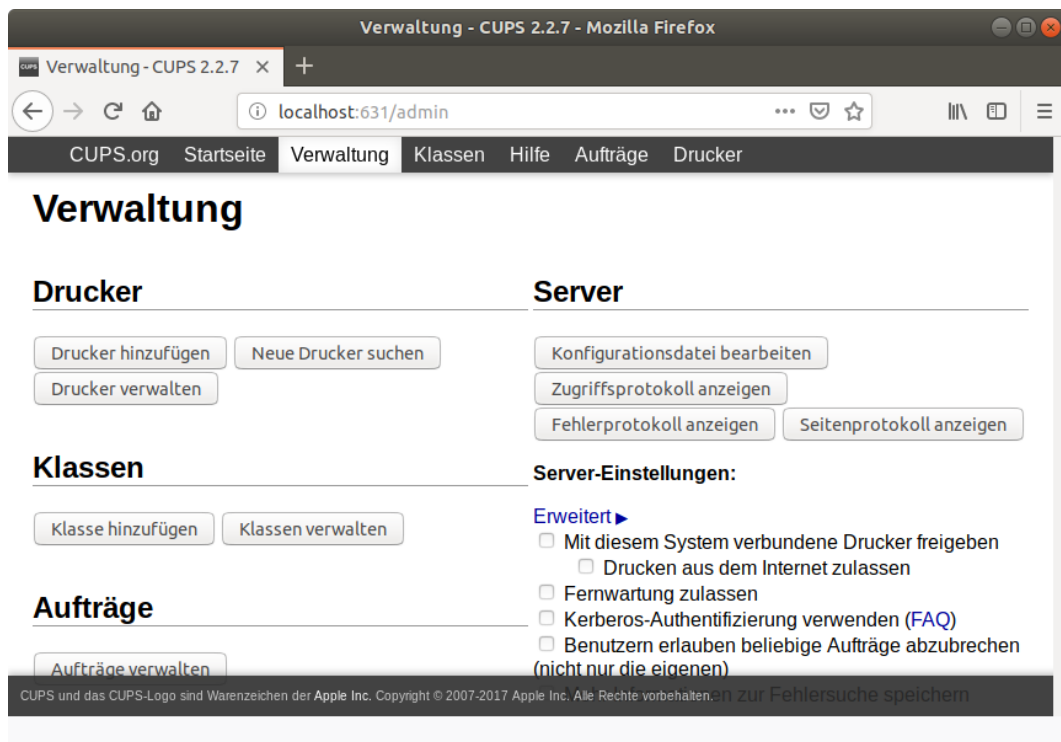 Verwaltung - CUPS 2.2.7 - Mozilla Firefox
CUPS Verwaltung - CUPS 2.2.7
localhost:631/admin
CUPS.org Startseite Verwaltung Klassen Hilfe Aufträge Drucker
Verwaltung
Drucker
Drucker hinzufügen Neue Drucker suchen
Drucker verwalten
Klassen
Klasse hinzufügen Klassen verwalten
Aufträge
Aufträge verwalten
Server
Konfigurationsdatei bearbeiten
Zugriffsprotokoll anzeigen
Fehlerprotokoll anzeigen Seitenprotokoll anzeigen
Server-Einstellungen:
Erweitert ▶
Mit diesem System verbundene Drucker freigeben
Drucken aus dem Internet zulassen
Fernwartung zulassen
Kerberos-Authentifizierung verwenden (FAQ)
Benutzern erlauben beliebige Aufträge abzubrechen
(nicht nur die eigenen)
zur Fehlersuche speichern
CUPS und das CUPS-Logo sind Warenzeichen der Apple Inc. Copyright © 2007-2017 Apple Inc. Alle Rechte vorbehalten.